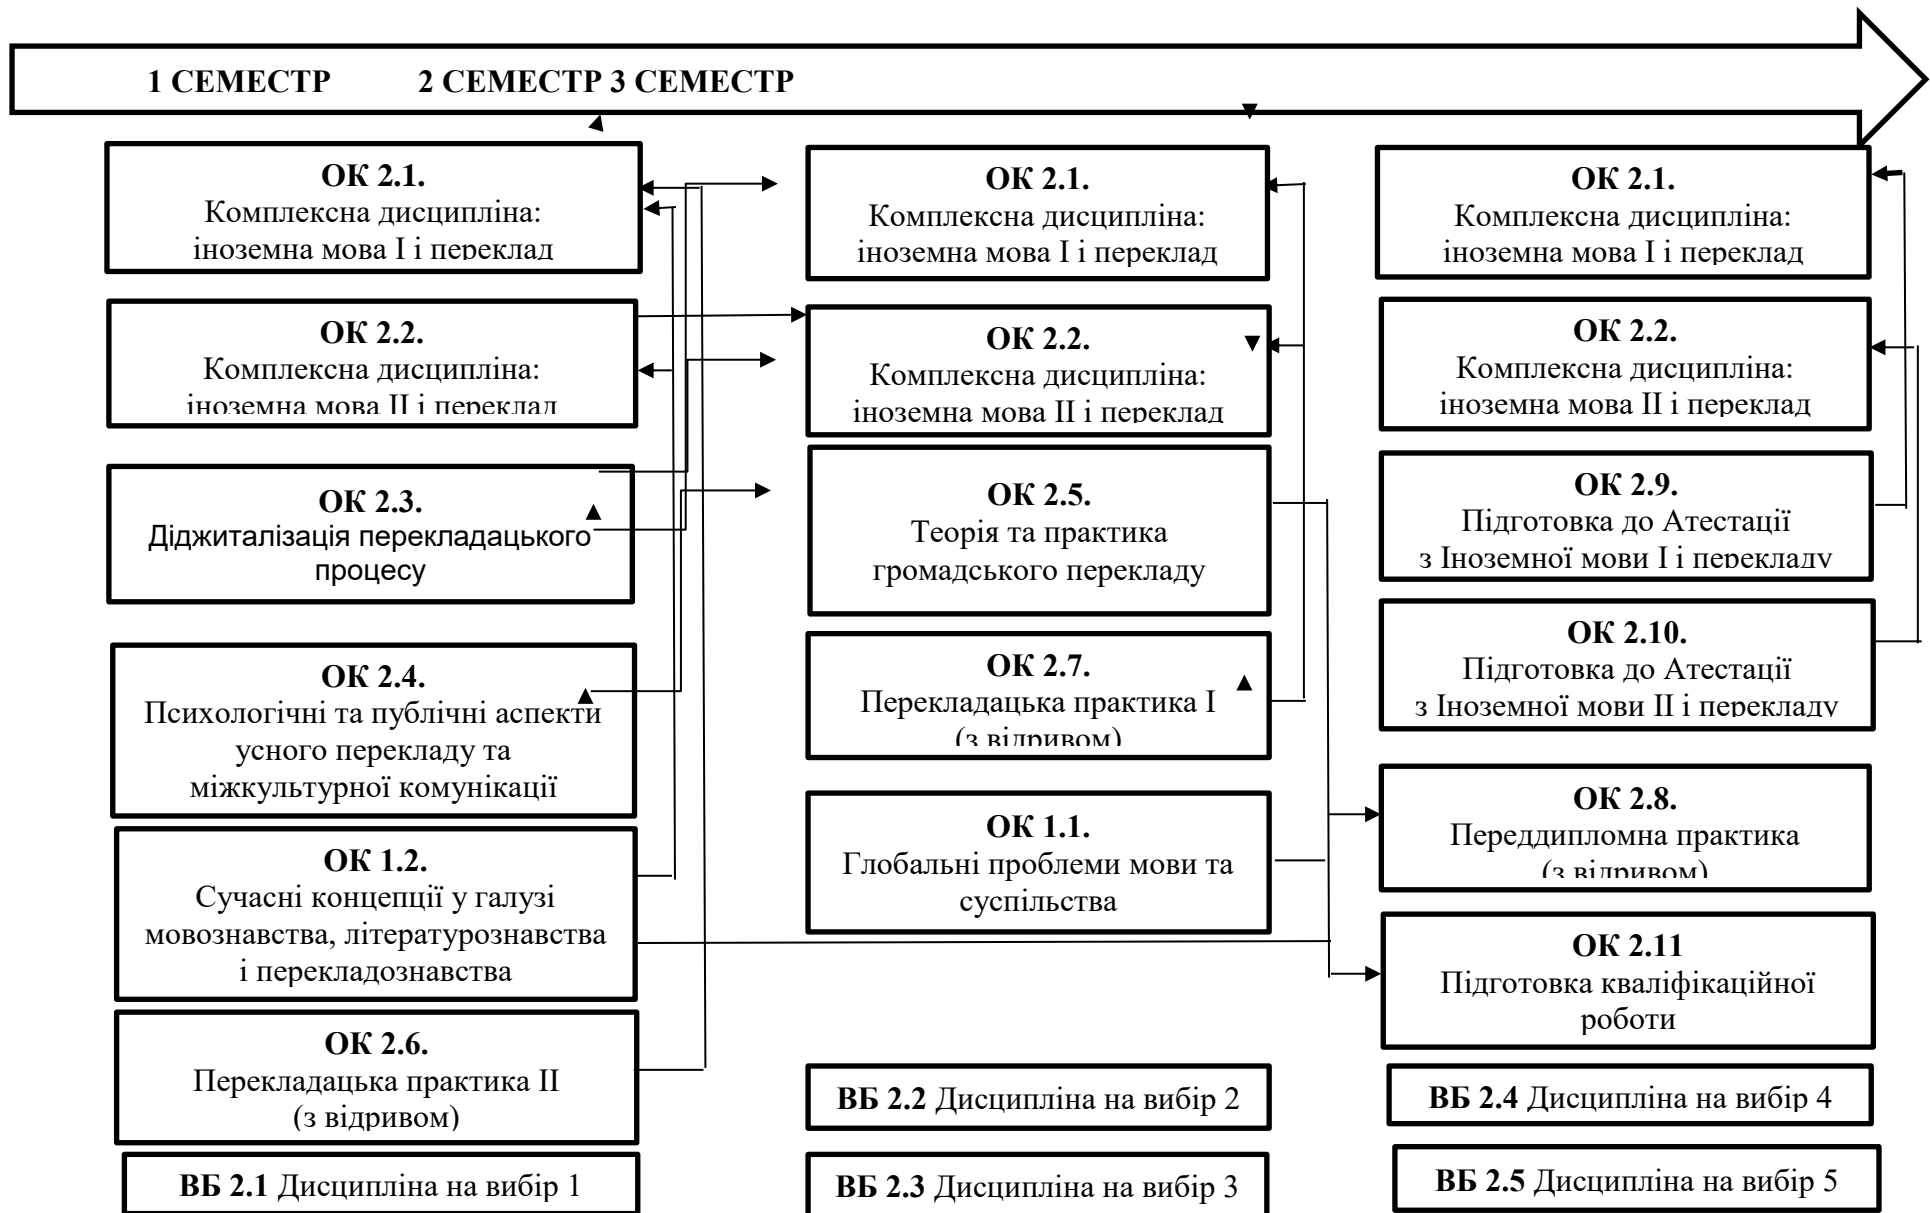 1 СЕМЕСТР 2 СЕМЕСТР 3 СЕМЕСТР
ОК 2.1.
Комплексна дисципліна:
іноземна мова І і переклад
ОК 2.2.
Комплексна дисципліна:
іноземна мова ІІ і переклад
ОК 2.3.
Діджиталізація перекладацького
процесу
ОК 2.4.
Психологічні та публічні аспекти
усного перекладу та
міжкультурної комунікації
ОК 1.2.
Сучасні концепції у галузі
мовознавства, літературознавства
і перекладознавства
ОК 2.6.
Перекладацька практика ІІ
(з відривом)
ВБ 2.1 Дисципліна на вибір 1
ОК 2.1.
Комплексна дисципліна:
іноземна мова І і переклад
ОК 2.2.
Комплексна дисципліна:
іноземна мова ІІ і переклад
ОК 2.5.
Теорія та практика
громадського перекладу
ОК 2.7.
Перекладацька практика І
(з відривом)
ОК 1.1.
Глобальні проблеми мови та
суспільства
ВБ 2.2 Дисципліна на вибір 2
ВБ 2.3 Дисципліна на вибір 3
ОК 2.1.
Комплексна дисципліна:
іноземна мова І і переклад
ОК 2.2.
Комплексна дисципліна:
іноземна мова ІІ і переклад
ОК 2.9.
Підготовка до Атестації
з Іноземної мови І і перекладу
ОК 2.10.
Підготовка до Атестації
з Іноземної мови ІІ і перекладу
ОК 2.8.
Переддипломна практика
(з відривом)
ОК 2.11
Підготовка кваліфікаційної
роботи
ВБ 2.4 Дисципліна на вибір 4
ВБ 2.5 Дисципліна на вибір 5